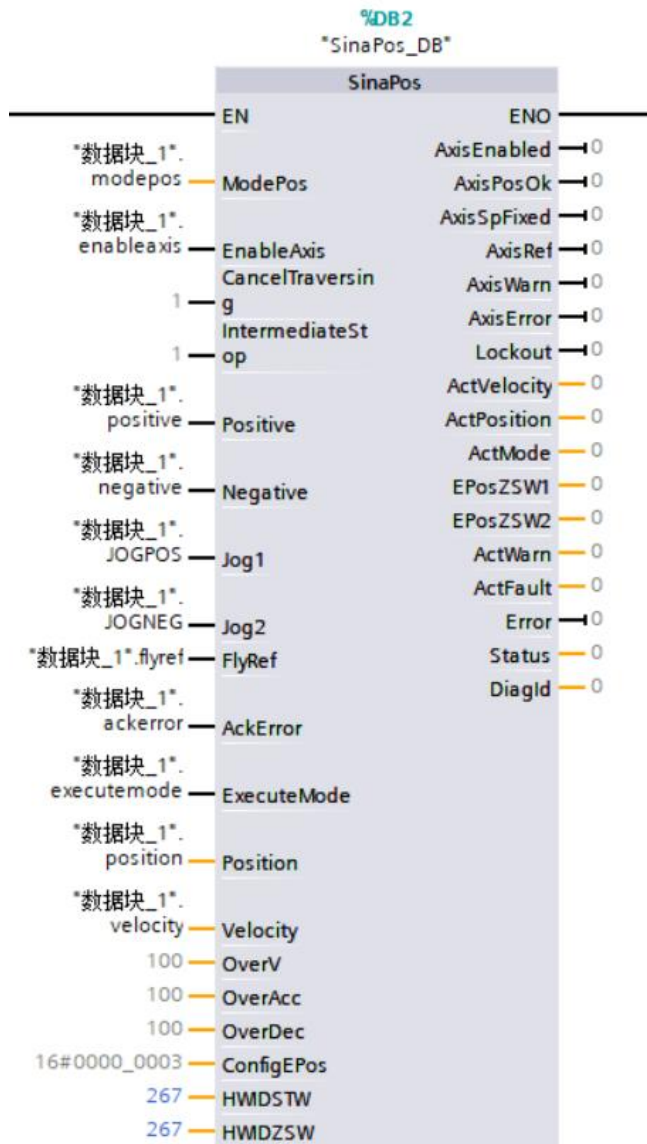 %DB2
"SinaPos_DB"
SinaPos
EN ENO
AxisEnabled 0
"数据块_1".
modepos ModePos AxisPosOk 0
AxisSpFixed 0
"数据块_1".
enableaxis EnableAxis AxisRef 0
CancelTraversin
1 g
AxisWarn 0
AxisError 0
IntermediateSt
1 op
Lockout 0
ActVelocity 0
"数据块_1".
positive Positive
ActPosition 0
ActMode 0
"数据块_1".
negative Negative
EPosZSW1 0
EPosZSW2 0
"数据块_1".
JOGPOS Jog1
ActWarn 0
ActFault 0
"数据块_1".
JOGNEG Jog2
Error 0
"数据块_1".flyref FlyRef Status 0
DiagId 0
"数据块_1".
ackerror AckError
"数据块_1".
executemode ExecuteMode
"数据块_1".
position Position
"数据块_1".
velocity Velocity
100 OverV
100 OverAcc
100 OverDec
16#0000_0003 ConfigEPos
267 HWIDSTW
267 HWIDZSW